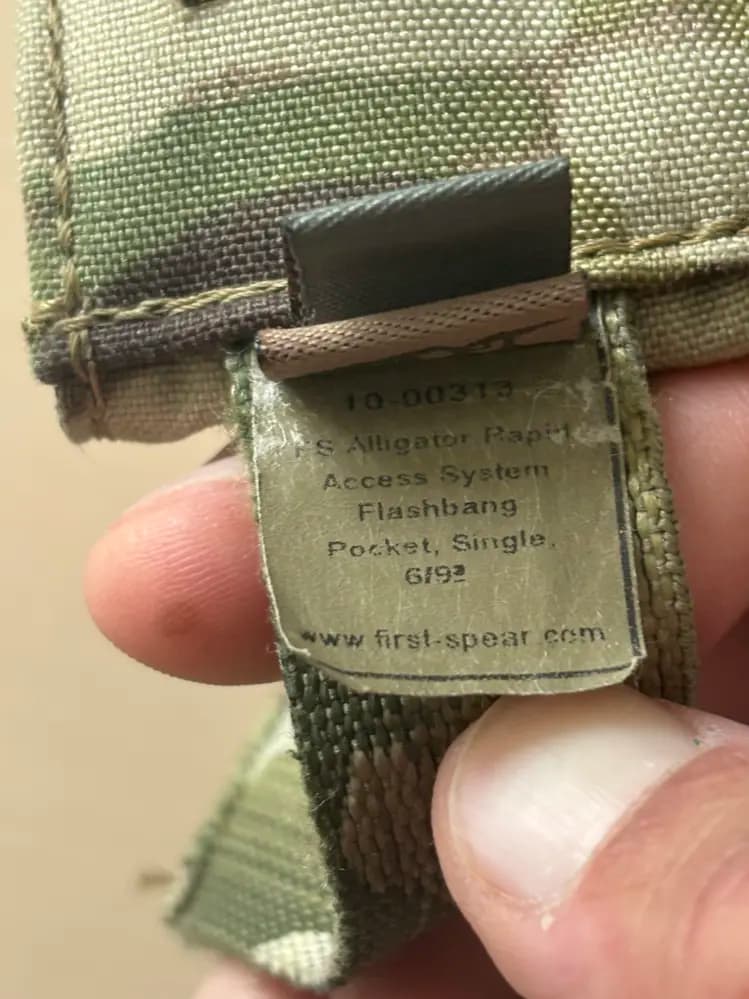 10-00313
FS Alligator Rapid
Access System
Flashbang
Pocket, Single,
www.first-spear.com